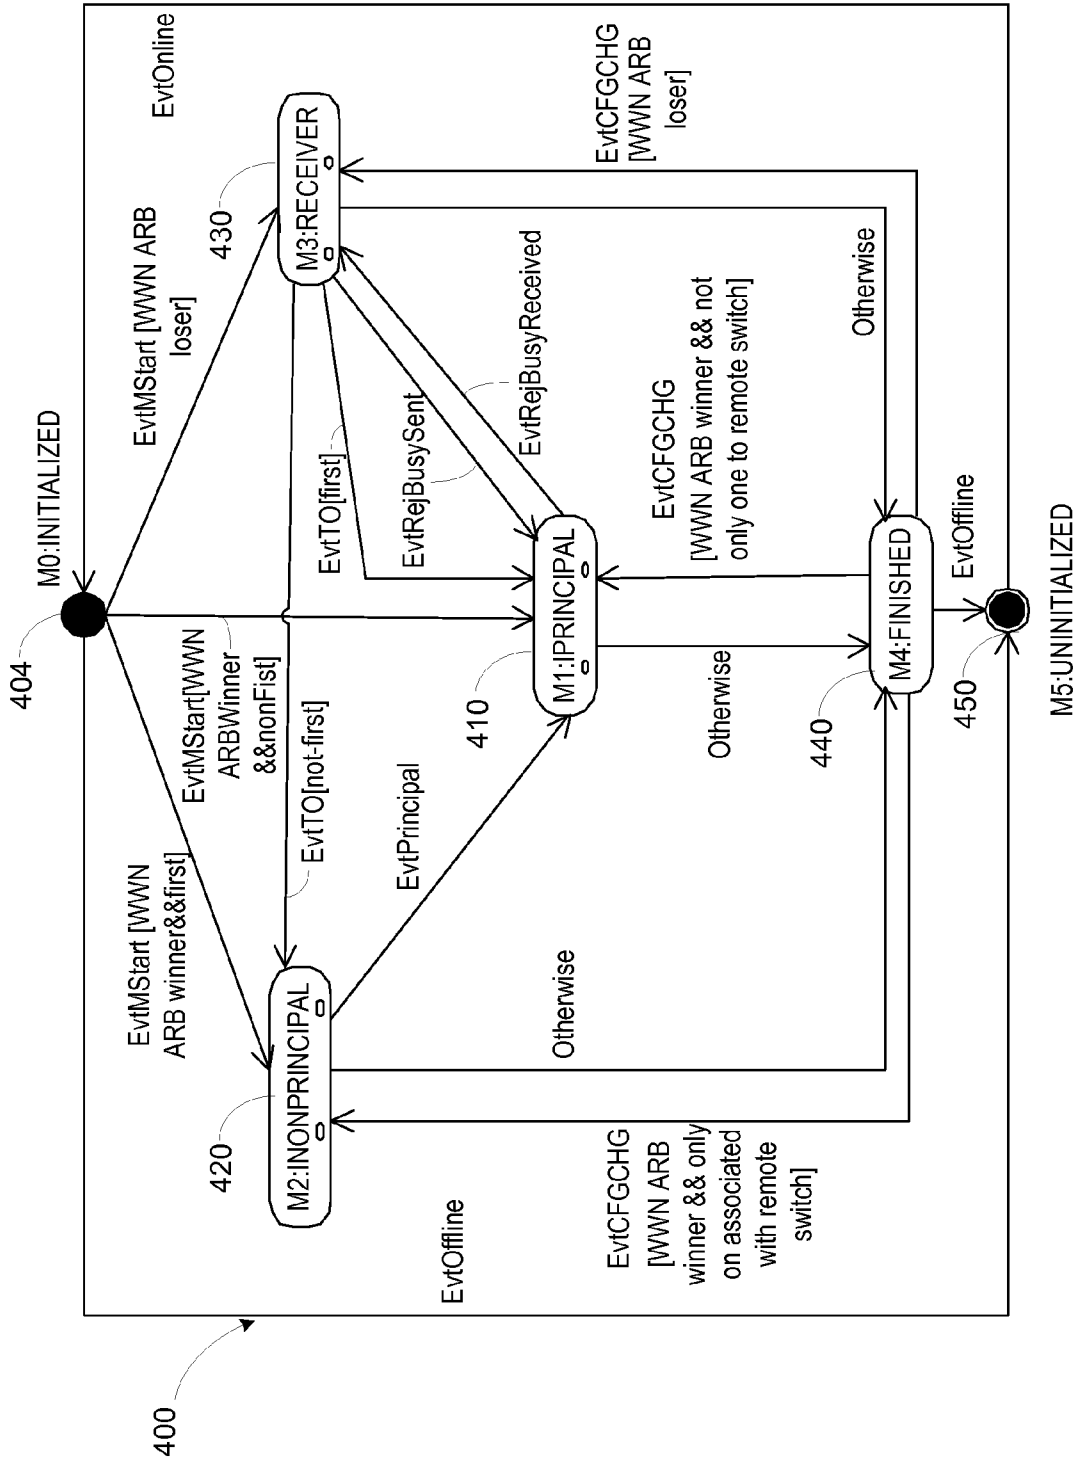 400
EvtOffline
EvtOnline
404
M0:INITIALIZED
EvtMStart [WWN
ARB winner&&first]
EvtMStart[WWN
ARBWinner
&&nonFist]
EvtMStart [WWN ARB
loser]
420
M2:INONPRINCIPAL
430
M3:RECEIVER
EvtTO[not-first]
EvtTO[first]
EvtRejBusySent
EvtRejBusyReceived
EvtPrincipal
410
M1:IPRINCIPAL
Otherwise
Otherwise
Otherwise
EvtCFGCHG
[WWN ARB
winner && only
on associated
with remote
switch]
EvtCFGCHG
[WWN ARB winner && not
only one to remote switch]
EvtCFGCHG
[WWN ARB
loser]
440
M4:FINISHED
EvtOffline
450
M5:UNINITIALIZED